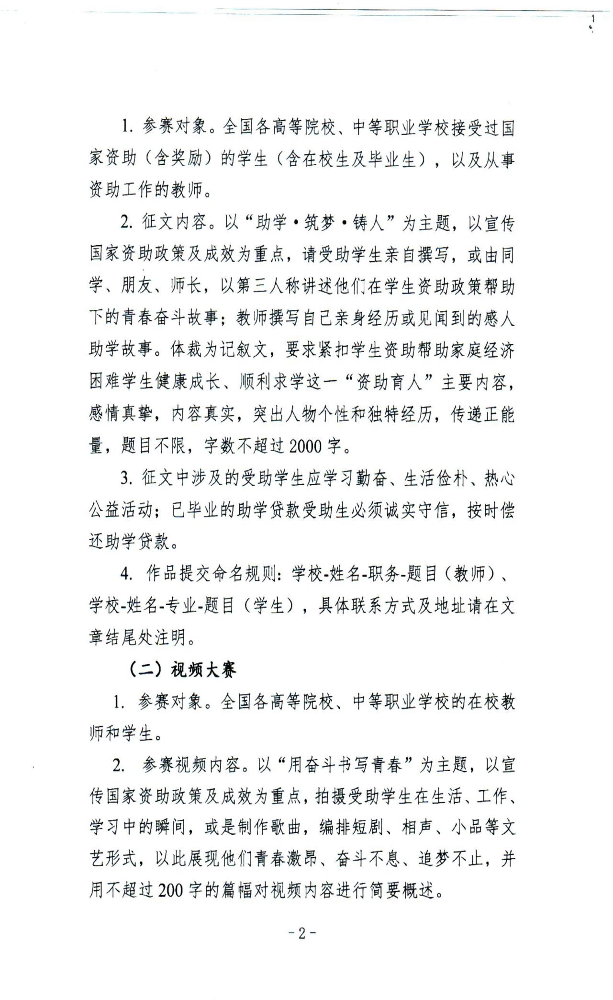 1. 参赛对象。全国各高等院校、中等职业学校接受过国
家资助（含奖励）的学生（含在校生及毕业生），以及从事
资助工作的教师。
2. 征文内容。以“助学·筑梦·铸人”为主题，以宣传
国家资助政策及成效为重点，请受助学生亲自撰写，或由同
学、朋友、师长，以第三人称讲述他们在学生资助政策帮助
下的青春奋斗故事；教师撰写自己亲身经历或见闻到的感人
助学故事。体裁为记叙文，要求紧扣学生资助帮助家庭经济
困难学生健康成长、顺利求学这一“资助育人”主要内容，
感情真挚，内容真实，突出人物个性和独特经历，传递正能
量，题目不限，字数不超过 2000 字。
3. 征文中涉及的受助学生应学习勤奋、生活俭朴、热心
公益活动；已毕业的助学贷款受助生必须诚实守信，按时偿
还助学贷款。
4. 作品提交命名规则：学校-姓名-职务-题目（教师）、
学校-姓名-专业-题目（学生），具体联系方式及地址请在文
章结尾处注明。
（二）视频大赛
1. 参赛对象。全国各高等院校、中等职业学校的在校教
师和学生。
2. 参赛视频内容。以“用奋斗书写青春”为主题，以宣
传国家资助政策及成效为重点，拍摄受助学生在生活、工作、
学习中的瞬间，或是制作歌曲，编排短剧、相声、小品等文
艺形式，以此展现他们青春激昂、奋斗不息、追梦不止，并
用不超过 200 字的篇幅对视频内容进行简要概述。
- 2 -